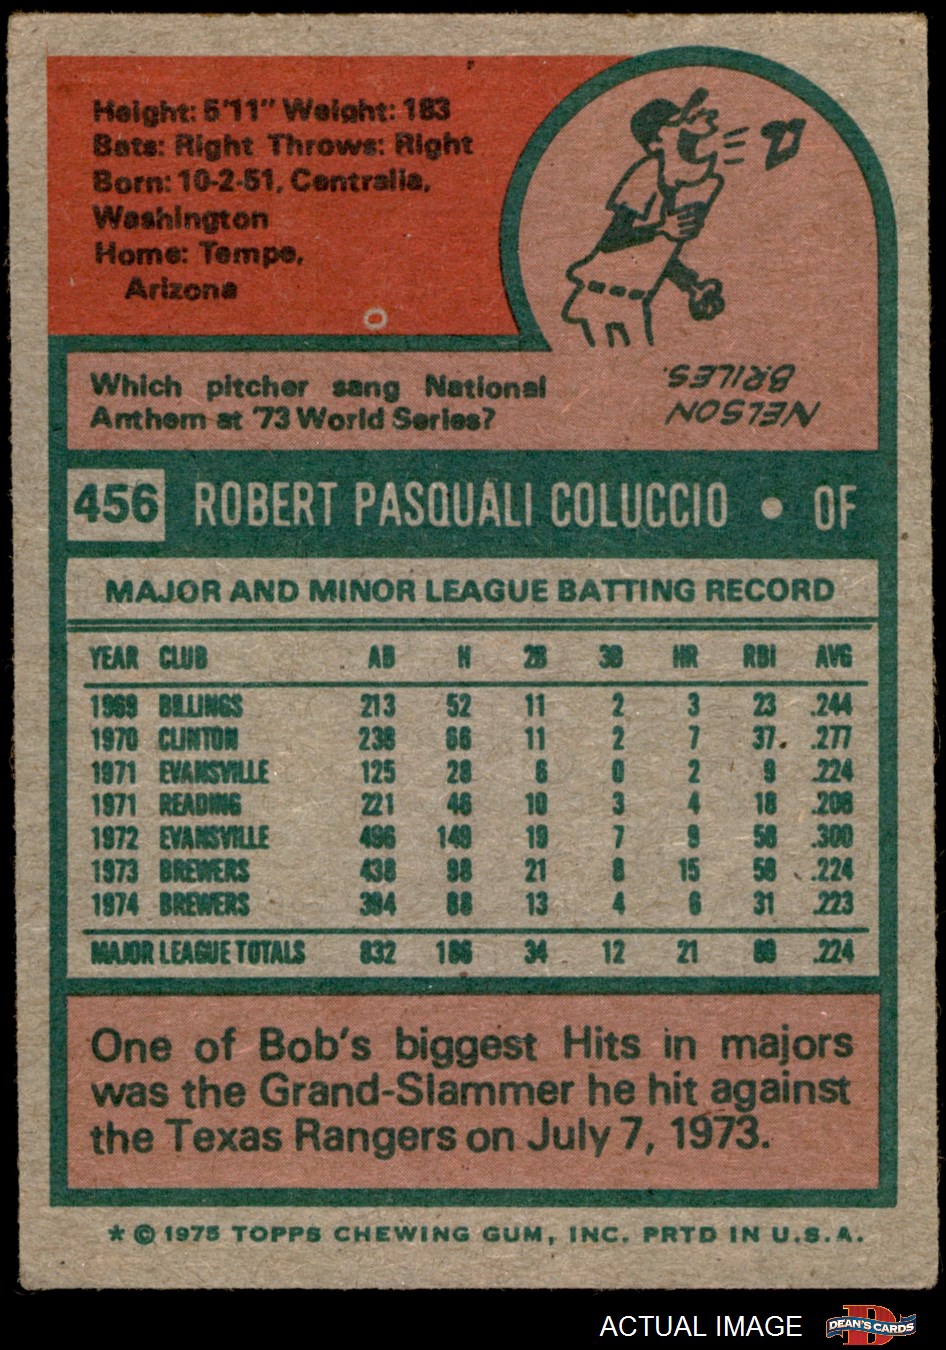 Height: 5'11" Weight: 183
Bats: Right Throws: Right
Born: 10-2-51, Centralia,
Washington
Home: Tempe,
Arizona
Which pitcher sang National
Anthem at '73 World Series?
NELSON
BRILES.
456 ROBERT PASQUALI COLUCCIO • OF
MAJOR AND MINOR LEAGUE BATTING RECORD
YEAR CLUB AB H 2B 3B HR RBI AVG
1969 BILLINGS 213 52 11 2 3 23 .244
1970 CLINTON 238 66 11 2 7 37 .277
1971 EVANSVILLE 125 28 6 0 2 9 .224
1971 READING 221 46 10 3 4 18 .208
1972 EVANSVILLE 496 149 19 7 9 58 .300
1973 BREWERS 438 98 21 8 15 58 .224
1974 BREWERS 394 88 13 4 6 31 .223
MAJOR LEAGUE TOTALS 832 186 34 12 21 89 .224
One of Bob's biggest Hits in majors
was the Grand-Slammer he hit against
the Texas Rangers on July 7, 1973.
* © 1975 TOPPS CHEWING GUM, INC. PRTD IN U.S.A.
ACTUAL IMAGE DEAN'S CARDS